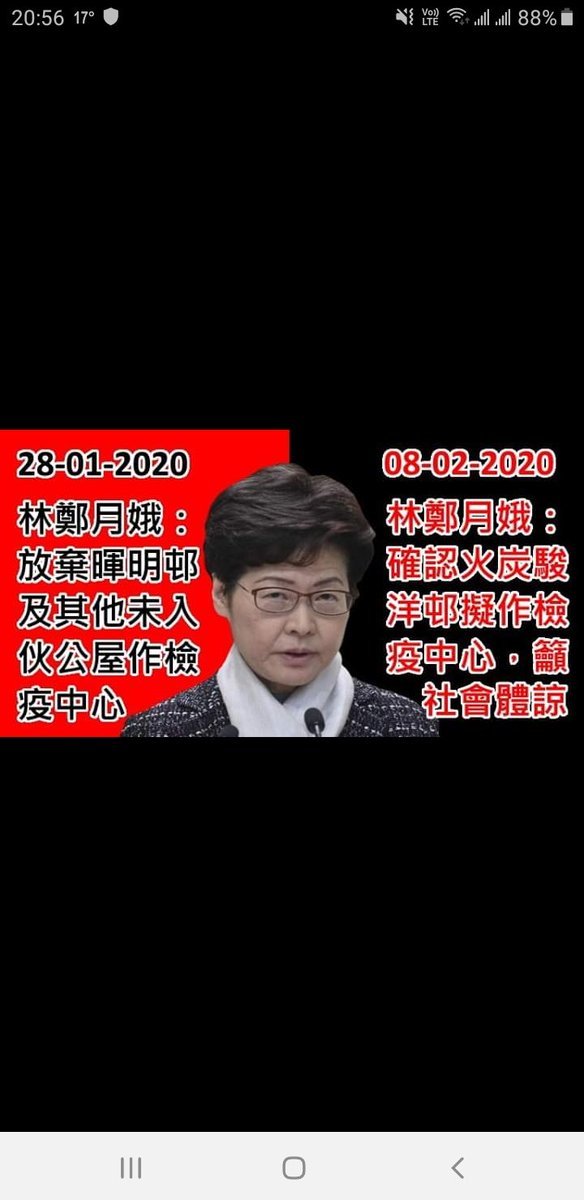 20:56 17° Vo)) LTE 88%
28-01-2020
林鄭月娥：
放棄暉明邨
及其他未入
伙公屋作檢
疫中心
08-02-2020
林鄭月娥：
確認火炭駿
洋邨擬作檢
疫中心，籲
社會體諒